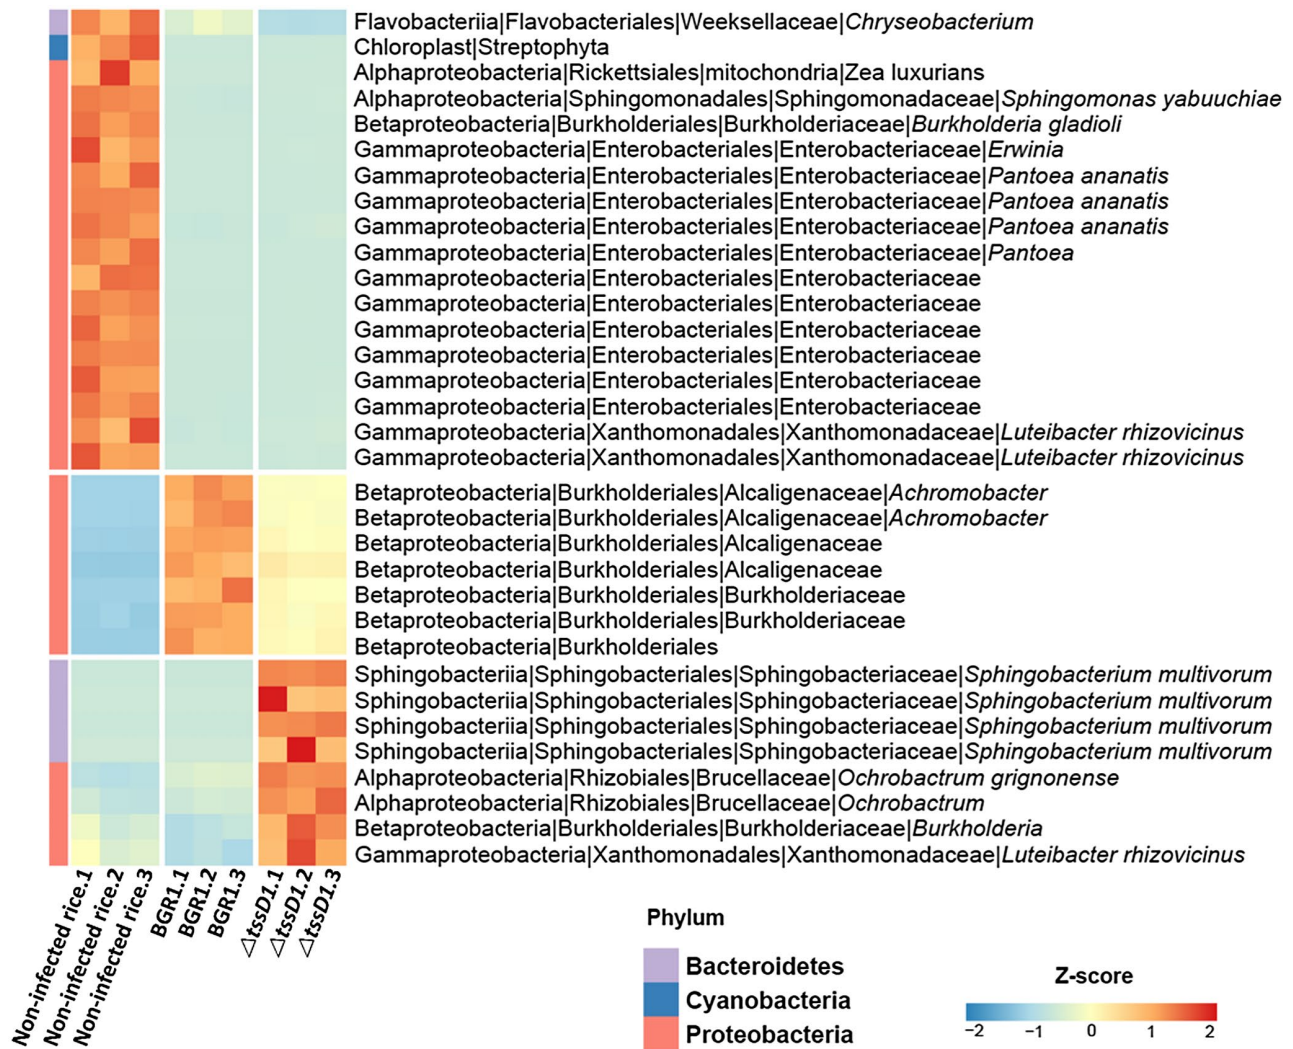 Flavobacteriia|Flavobacteriales|Weeksellaceae|Chryseobacterium
Chloroplast|Streptophyta
Alphaproteobacteria|Rickettsiales|mitochondria|Zea luxurians
Alphaproteobacteria|Sphingomonadales|Sphingomonadaceae|Sphingomonas yabuuchiae
Betaproteobacteria|Burkholderiales|Burkholderiaceae|Burkholderia gladioli
Gammaproteobacteria|Enterobacteriales|Enterobacteriaceae|Erwinia
Gammaproteobacteria|Enterobacteriales|Enterobacteriaceae|Pantoea ananatis
Gammaproteobacteria|Enterobacteriales|Enterobacteriaceae|Pantoea ananatis
Gammaproteobacteria|Enterobacteriales|Enterobacteriaceae|Pantoea ananatis
Gammaproteobacteria|Enterobacteriales|Enterobacteriaceae|Pantoea
Gammaproteobacteria|Enterobacteriales|Enterobacteriaceae
Gammaproteobacteria|Enterobacteriales|Enterobacteriaceae
Gammaproteobacteria|Enterobacteriales|Enterobacteriaceae
Gammaproteobacteria|Enterobacteriales|Enterobacteriaceae
Gammaproteobacteria|Enterobacteriales|Enterobacteriaceae
Gammaproteobacteria|Enterobacteriales|Enterobacteriaceae
Gammaproteobacteria|Xanthomonadales|Xanthomonadaceae|Luteibacter rhizovicinus
Gammaproteobacteria|Xanthomonadales|Xanthomonadaceae|Luteibacter rhizovicinus
Betaproteobacteria|Burkholderiales|Alcaligenaceae|Achromobacter
Betaproteobacteria|Burkholderiales|Alcaligenaceae|Achromobacter
Betaproteobacteria|Burkholderiales|Alcaligenaceae
Betaproteobacteria|Burkholderiales|Alcaligenaceae
Betaproteobacteria|Burkholderiales|Burkholderiaceae
Betaproteobacteria|Burkholderiales|Burkholderiaceae
Betaproteobacteria|Burkholderiales
Sphingobacteriia|Sphingobacteriales|Sphingobacteriaceae|Sphingobacterium multivorum
Sphingobacteriia|Sphingobacteriales|Sphingobacteriaceae|Sphingobacterium multivorum
Sphingobacteriia|Sphingobacteriales|Sphingobacteriaceae|Sphingobacterium multivorum
Sphingobacteriia|Sphingobacteriales|Sphingobacteriaceae|Sphingobacterium multivorum
Alphaproteobacteria|Rhizobiales|Brucellaceae|Ochrobactrum grignonense
Alphaproteobacteria|Rhizobiales|Brucellaceae|Ochrobactrum
Betaproteobacteria|Burkholderiales|Burkholderiaceae|Burkholderia
Gammaproteobacteria|Xanthomonadales|Xanthomonadaceae|Luteibacter rhizovicinus
Non-infected rice.1
Non-infected rice.2
Non-infected rice.3
BGR1.1
BGR1.2
BGR1.3
△tssD1.1
△tssD1.2
△tssD1.3
Phylum
Bacteroidetes
Cyanobacteria
Proteobacteria
Z-score
−2 −1 0 1 2